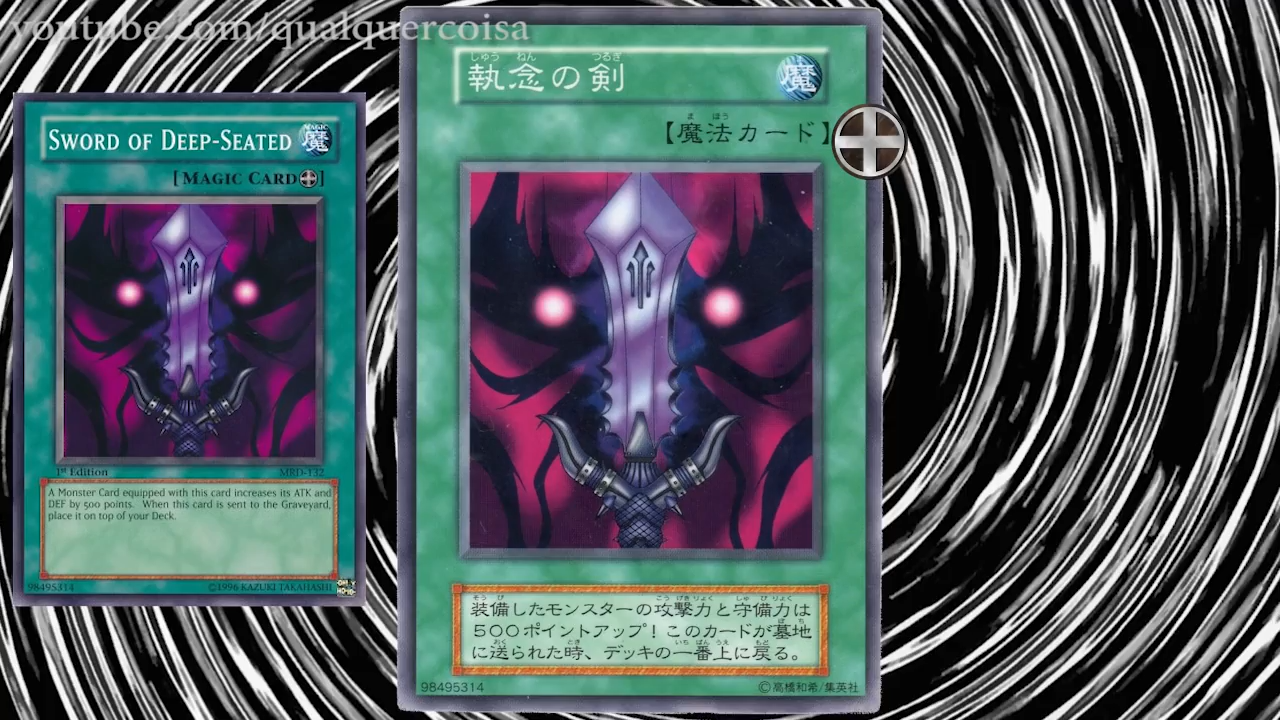 youtube.com/qualquercoisa
SWORD OF DEEP-SEATED
MAGIC
魔
[MAGIC CARD]
1st Edition
MRD-132
A Monster Card equipped with this card increases its ATK and
DEF by 500 points. When this card is sent to the Graveyard,
place it on top of your Deck.
98495314
©1996 KAZUKI TAKAHASHI
しゅう ねん つるぎ
執念の剣
魔
ま ほう
【魔法カード】
そう び こう げき りょく しゅ び りょく
装備したモンスターの攻撃力と守備力は
ぼ ち
500ポイントアップ!このカードが墓地
おく とき いち ばん うえ もど
に送られた時、デッキの一番上に戻る。
98495314
©高橋和希/集英社